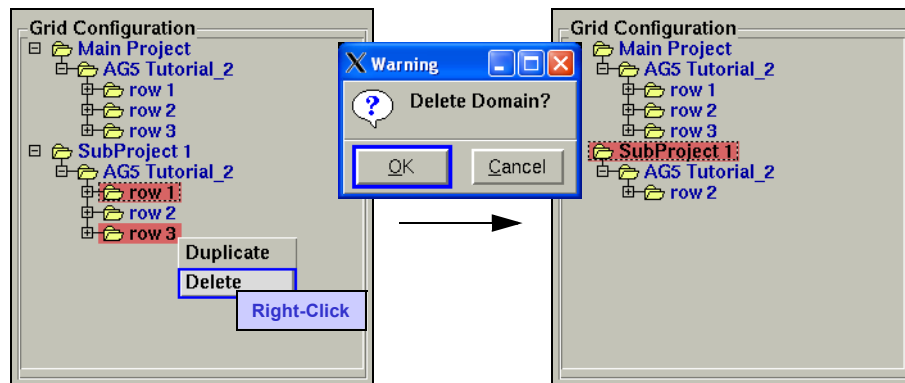 Grid Configuration
Main Project
AG5 Tutorial_2
row 1
row 2
row 3
SubProject 1
AG5 Tutorial_2
row 1
row 2
row 3
Duplicate
Delete
Right-Click
X Warning
? Delete Domain?
OK
Cancel
Grid Configuration
Main Project
AG5 Tutorial_2
row 1
row 2
row 3
SubProject 1
AG5 Tutorial_2
row 2